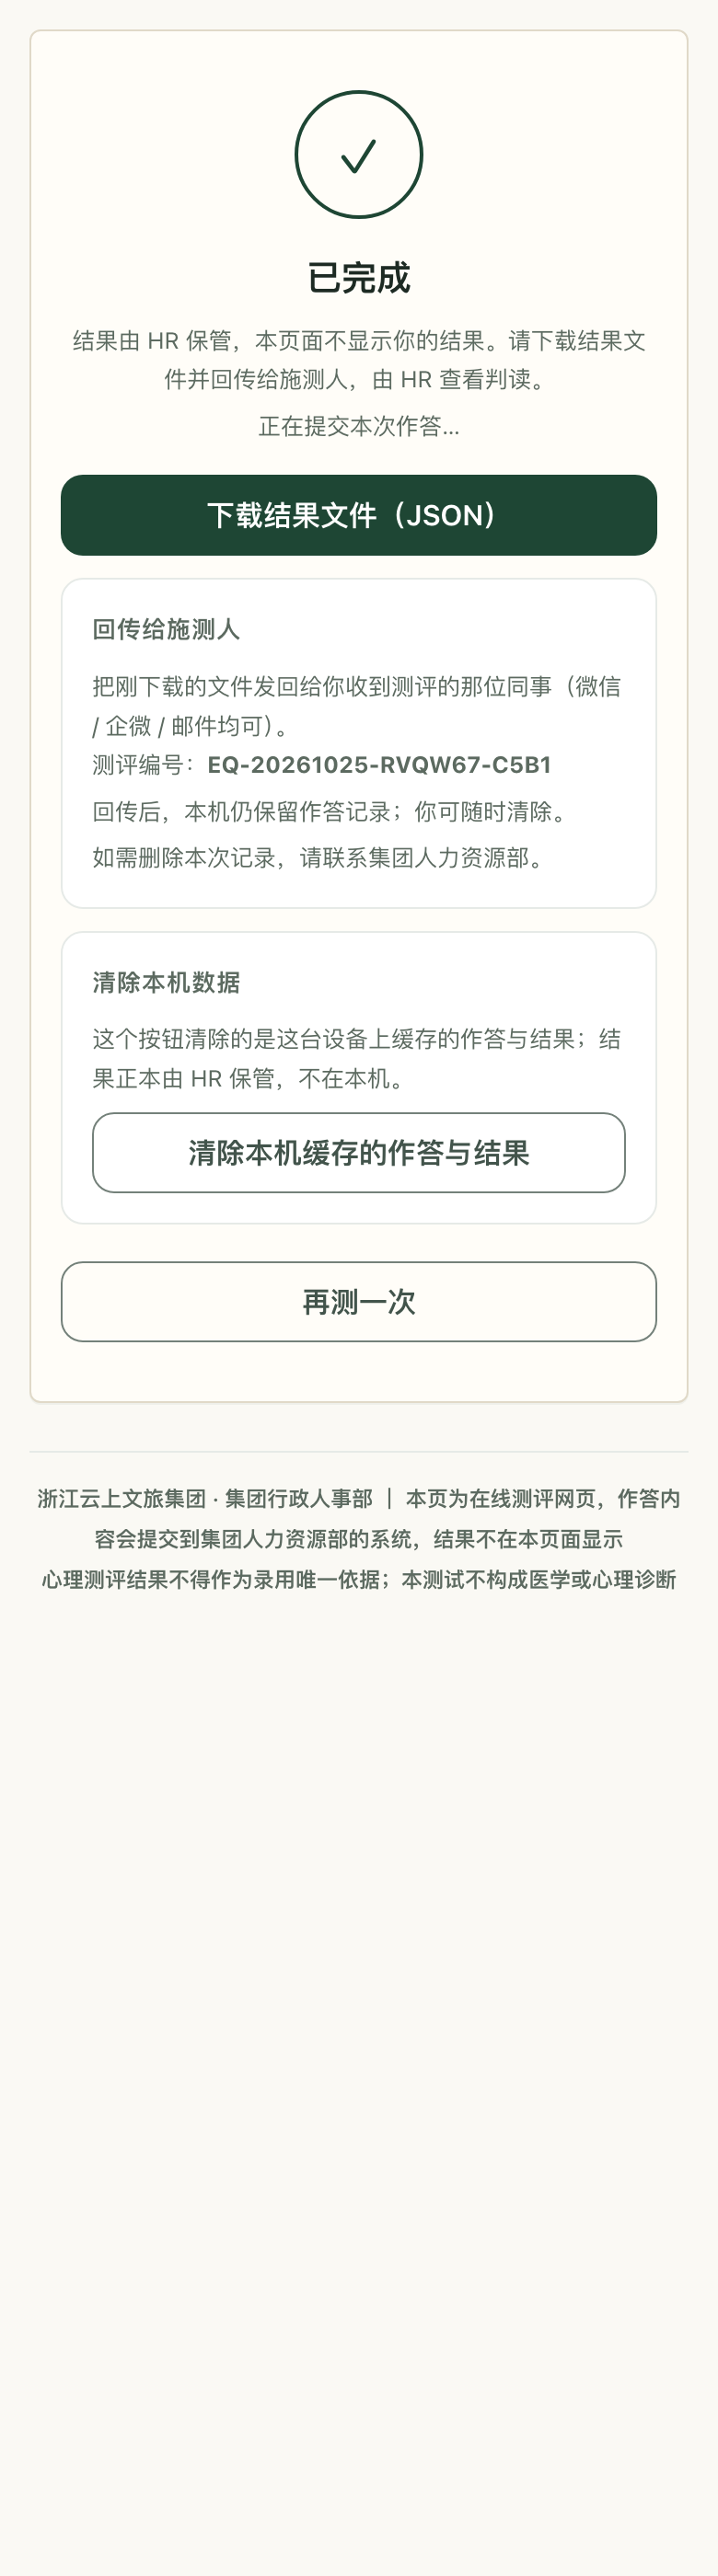 已完成
结果由 HR 保管，本页面不显示你的结果。请下载结果文
件并回传给施测人，由 HR 查看判读。
正在提交本次作答...
下载结果文件（JSON）
回传给施测人
把刚下载的文件发回给你收到测评的那位同事（微信
/ 企微 / 邮件均可）。
测评编号：EQ-20261025-RVQW67-C5B1
回传后，本机仍保留作答记录；你可随时清除。
如需删除本次记录，请联系集团人力资源部。
清除本机数据
这个按钮清除的是这台设备上缓存的作答与结果；结
果正本由 HR 保管，不在本机。
清除本机缓存的作答与结果
再测一次
浙江云上文旅集团 · 集团行政人事部 ｜ 本页为在线测评网页，作答内
容会提交到集团人力资源部的系统，结果不在本页面显示
心理测评结果不得作为录用唯一依据；本测试不构成医学或心理诊断